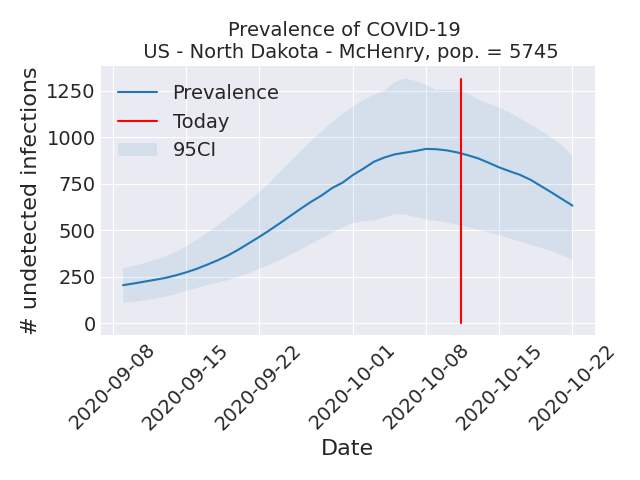 Prevalence of COVID-19
US - North Dakota - McHenry, pop. = 5745
# undetected infections
1250
1000
750
500
250
0
Prevalence
Today
95CI
2020-09-08
2020-09-15
2020-09-22
2020-10-01
2020-10-08
2020-10-15
2020-10-22
Date